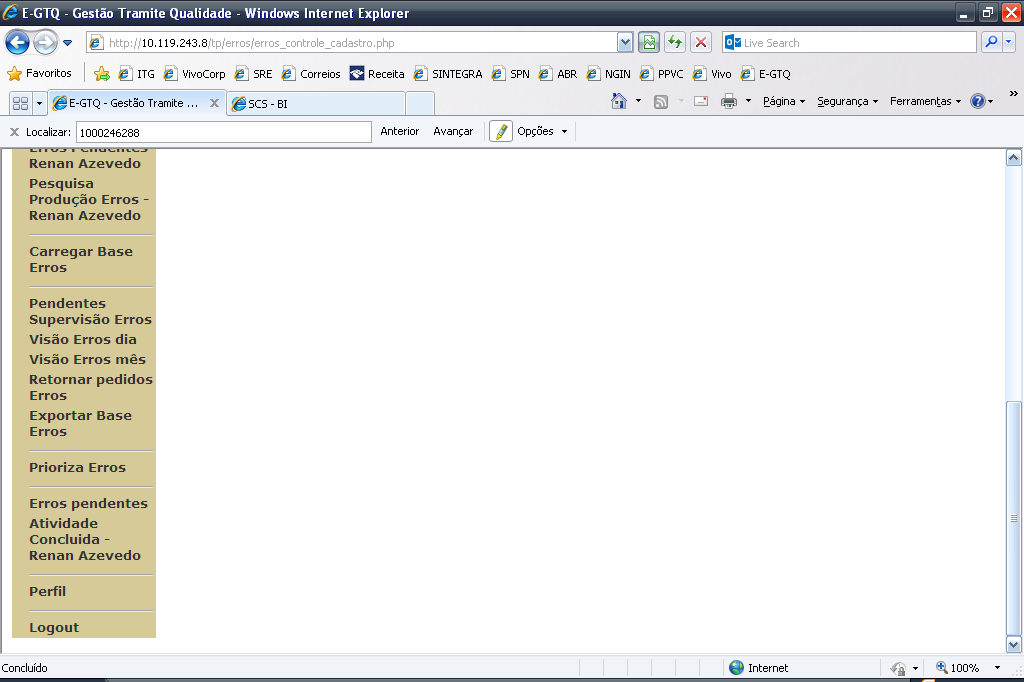 E-GTQ - Gestão Tramite Qualidade - Windows Internet Explorer
http://10.119.243.8/tp/erros/erros_controle_cadastro.php
Live Search
Favoritos
ITG
VivoCorp
SRE
Correios
Receita
SINTEGRA
SPN
ABR
NGIN
PPVC
Vivo
E-GTQ
E-GTQ - Gestão Tramite ...
SCS - BI
Página
Segurança
Ferramentas
Localizar:
1000246288
Anterior
Avançar
Opções
Erros Pendentes
Renan Azevedo
Pesquisa
Produção Erros -
Renan Azevedo
Carregar Base
Erros
Pendentes
Supervisão Erros
Visão Erros dia
Visão Erros mês
Retornar pedidos
Erros
Exportar Base
Erros
Prioriza Erros
Erros pendentes
Atividade
Concluida -
Renan Azevedo
Perfil
Logout
Concluído
Internet
100%